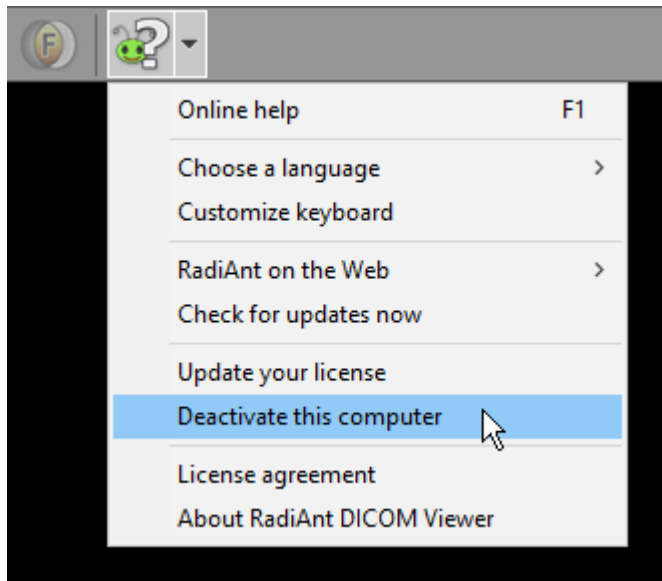 F
?
Online help F1
Choose a language
Customize keyboard
RadiAnt on the Web
Check for updates now
Update your license
Deactivate this computer
License agreement
About RadiAnt DICOM Viewer